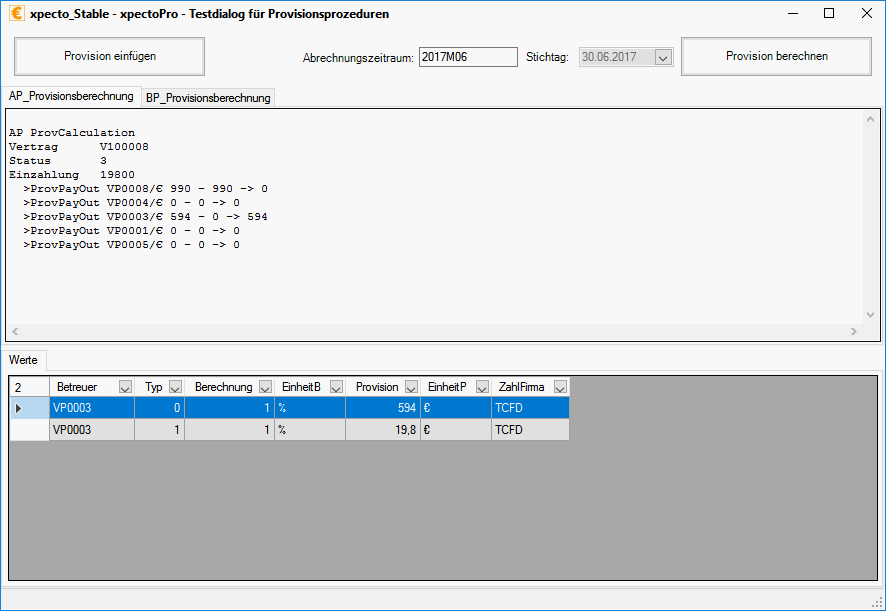 xpecto_Stable - xpectoPro - Testdialog für Provisionsprozeduren
Provision einfügen Abrechnungszeitraum: 2017M06 Stichtag: 30.06.2017 Provision berechnen
AP_Provisionsberechnung BP_Provisionsberechnung
AP ProvCalculation
Vertrag V100008
Status 3
Einzahlung 19800
>ProvPayOut VP0008/€ 990 - 990 -> 0
>ProvPayOut VP0004/€ 0 - 0 -> 0
>ProvPayOut VP0003/€ 594 - 0 -> 594
>ProvPayOut VP0001/€ 0 - 0 -> 0
>ProvPayOut VP0005/€ 0 - 0 -> 0
Werte
2 Betreuer Typ Berechnung EinheitB Provision EinheitP ZahlFirma
VP0003 0 1 % 594 € TCFD
VP0003 1 1 % 19,8 € TCFD